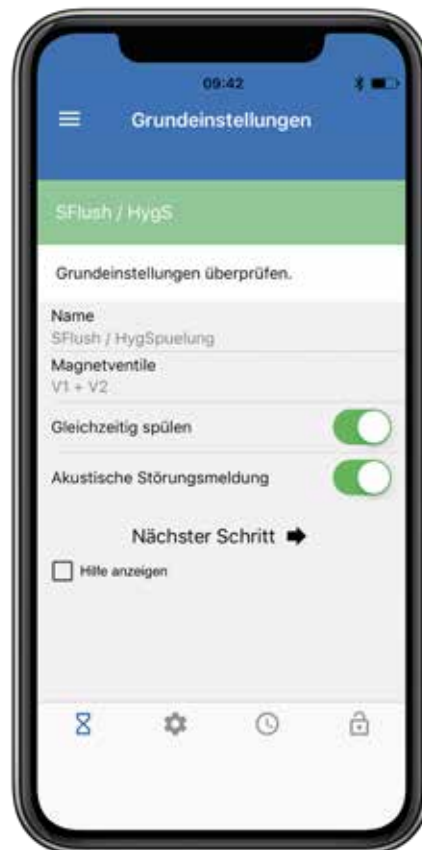 09:42
Grundeinstellungen
SFlush / HygS
Grundeinstellungen überprüfen.
Name
SFlush / HygSpuelung
Magnetventile
V1 + V2
Gleichzeitig spülen
Akustische Störungsmeldung
Nächster Schritt
Hilfe anzeigen